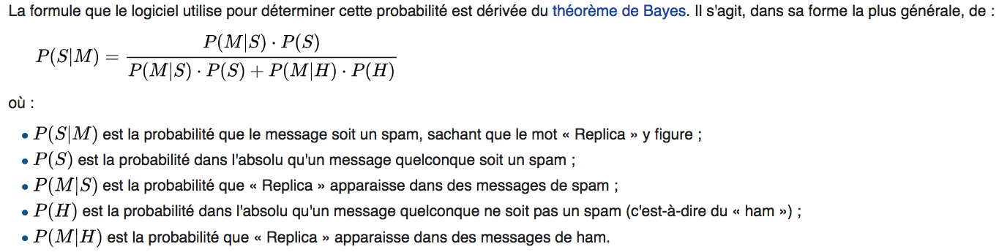 La formule que le logiciel utilise pour déterminer cette probabilité est dérivée du théorème de Bayes. Il s'agit, dans sa forme la plus générale, de :
P(S|M) = P(M|S) · P(S) / P(M|S) · P(S) + P(M|H) · P(H)
où :
• P(S|M) est la probabilité que le message soit un spam, sachant que le mot « Replica » y figure ;
• P(S) est la probabilité dans l'absolu qu'un message quelconque soit un spam ;
• P(M|S) est la probabilité que « Replica » apparaisse dans des messages de spam ;
• P(H) est la probabilité dans l'absolu qu'un message quelconque ne soit pas un spam (c'est-à-dire du « ham ») ;
• P(M|H) est la probabilité que « Replica » apparaisse dans des messages de ham.